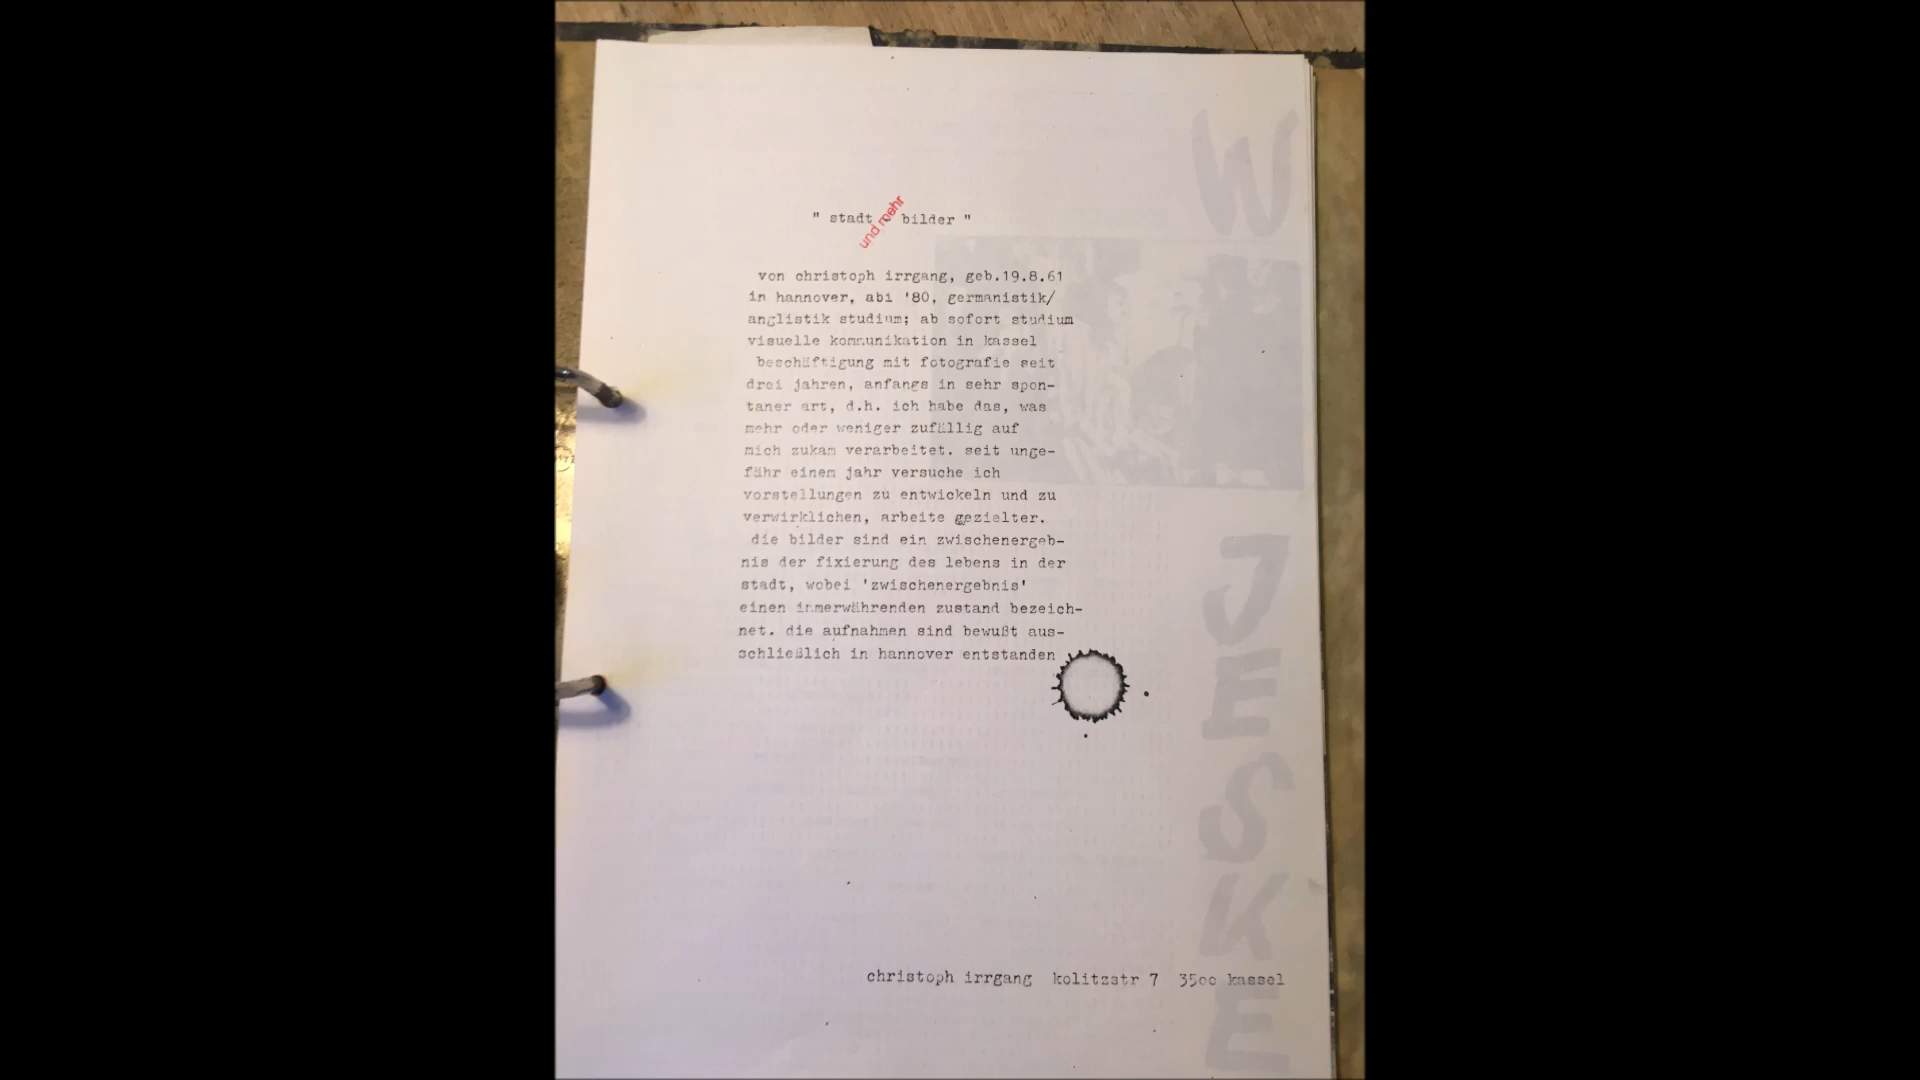 " stadt und mehr bilder "
von christoph irrgang, geb.19.8.61
in hannover, abi '80, germanistik/
anglistik studium; ab sofort studium
visuelle kommunikation in kassel
beschäftigung mit fotografie seit
drei jahren, anfangs in sehr spon-
taner art, d.h. ich habe das, was
mehr oder weniger zufällig auf
mich zukam verarbeitet. seit unge-
fähr einem jahr versuche ich
vorstellungen zu entwickeln und zu
verwirklichen, arbeite gezielter.
die bilder sind ein zwischenergeb-
nis der fixierung des lebens in der
stadt, wobei 'zwischenergebnis'
einen immerwährenden zustand bezeich-
net. die aufnahmen sind bewußt aus-
schließlich in hannover entstanden
christoph irrgang kolitzstr 7 35oo kassel
W JESKE